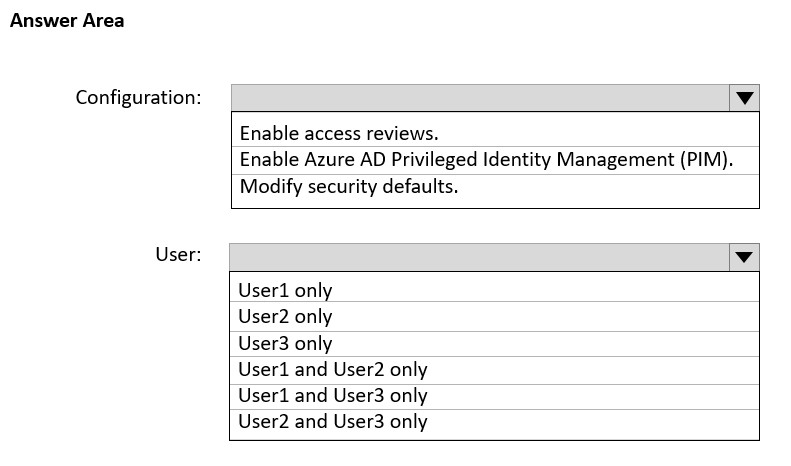 Answer Area
Configuration:
Enable access reviews.
Enable Azure AD Privileged Identity Management (PIM).
Modify security defaults.
User:
User1 only
User2 only
User3 only
User1 and User2 only
User1 and User3 only
User2 and User3 only